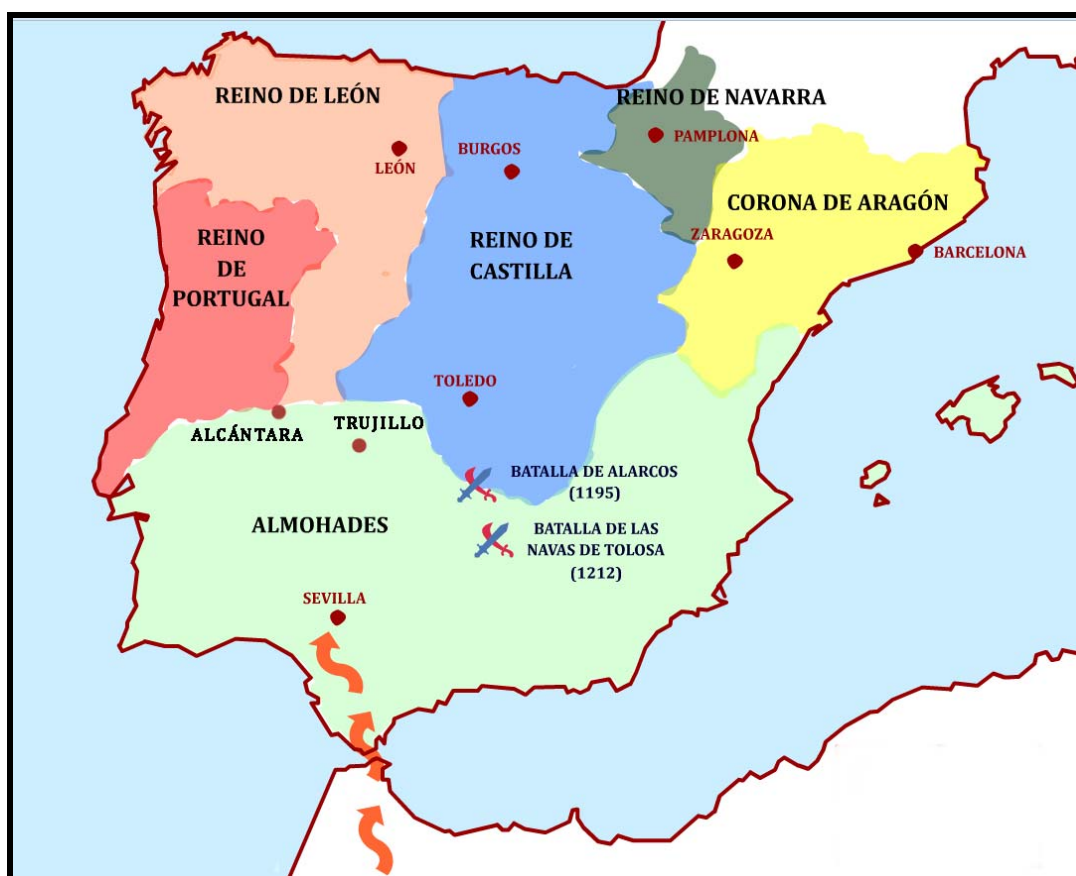 REINO DE LEÓN
REINO DE NAVARRA
PAMPLONA
BURGOS
LEÓN
CORONA DE ARAGÓN
REINO
DE
PORTUGAL
REINO DE
CASTILLA
ZARAGOZA
BARCELONA
TOLEDO
ALCÁNTARA
TRUJILLO
BATALLA DE ALARCOS
(1195)
ALMOHADES
BATALLA DE LAS
NAVAS DE TOLOSA
(1212)
SEVILLA